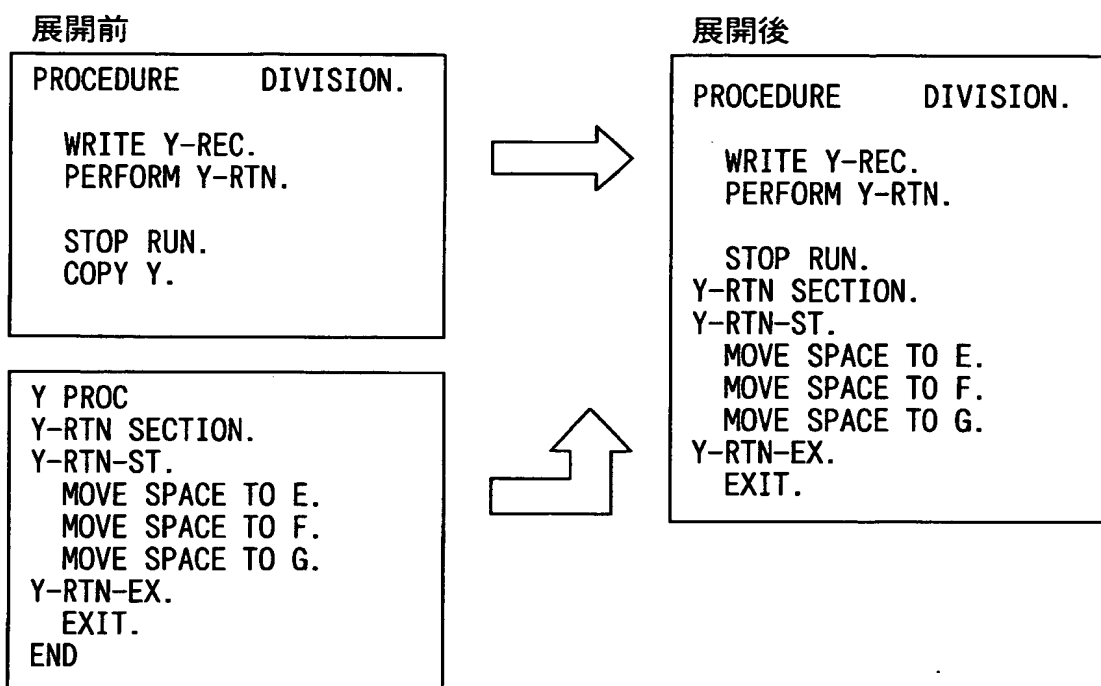 展開前
PROCEDURE DIVISION.
WRITE Y-REC.
PERFORM Y-RTN.
STOP RUN.
COPY Y.
Y PROC
Y-RTN SECTION.
Y-RTN-ST.
MOVE SPACE TO E.
MOVE SPACE TO F.
MOVE SPACE TO G.
Y-RTN-EX.
EXIT.
END
展開後
PROCEDURE DIVISION.
WRITE Y-REC.
PERFORM Y-RTN.
STOP RUN.
Y-RTN SECTION.
Y-RTN-ST.
MOVE SPACE TO E.
MOVE SPACE TO F.
MOVE SPACE TO G.
Y-RTN-EX.
EXIT.